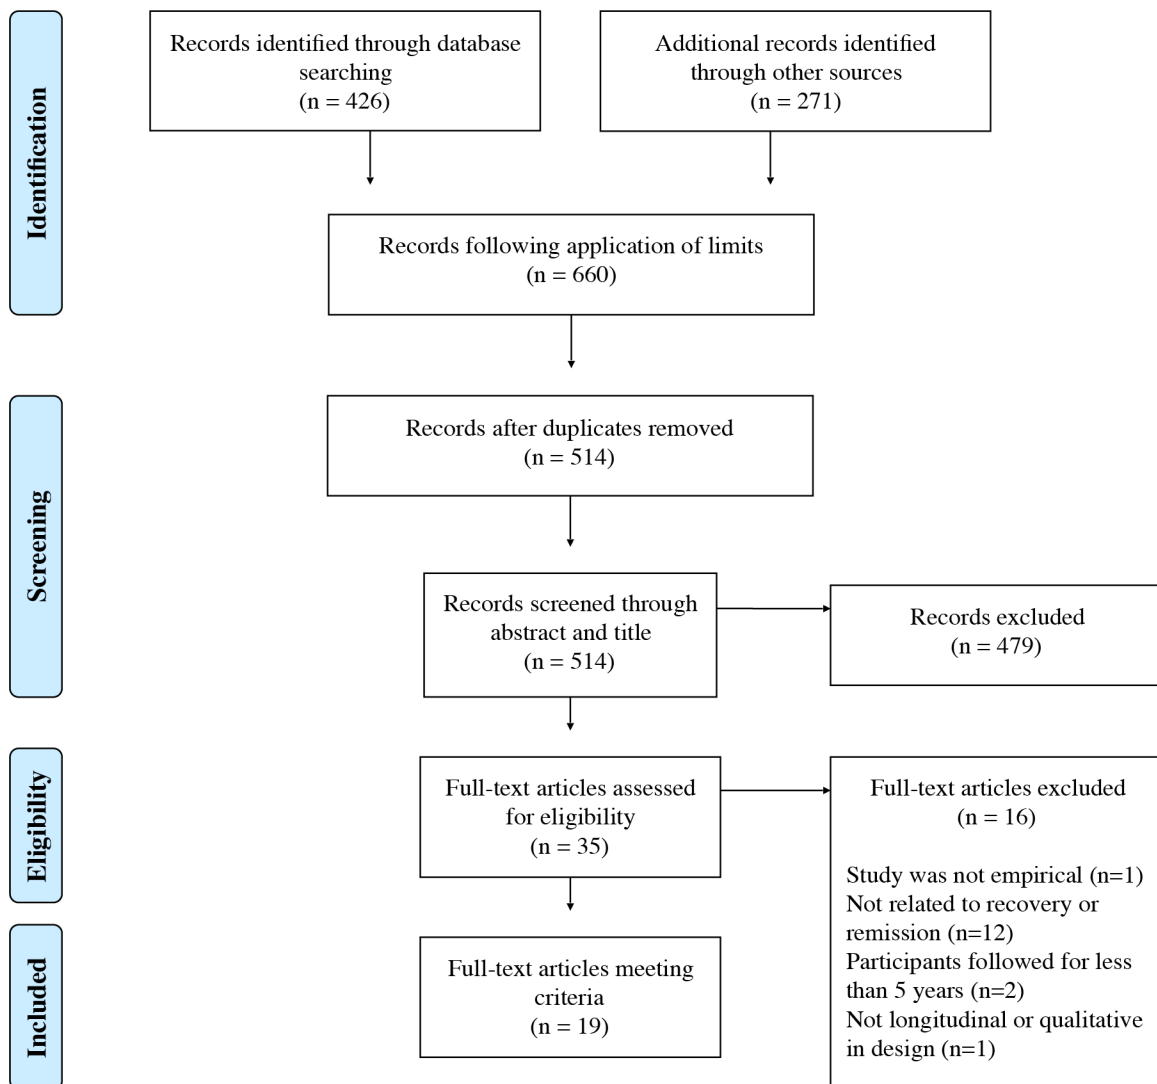 Identification
Records identified through database
searching
(n = 426)
Additional records identified
through other sources
(n = 271)
Records following application of limits
(n = 660)
Screening
Records after duplicates removed
(n = 514)
Records screened through
abstract and title
(n = 514)
Records excluded
(n = 479)
Eligibility
Full-text articles assessed
for eligibility
(n = 35)
Full-text articles excluded
(n = 16)
Study was not empirical (n=1)
Not related to recovery or
remission (n=12)
Participants followed for less
than 5 years (n=2)
Not longitudinal or qualitative
in design (n=1)
Included
Full-text articles meeting
criteria
(n = 19)